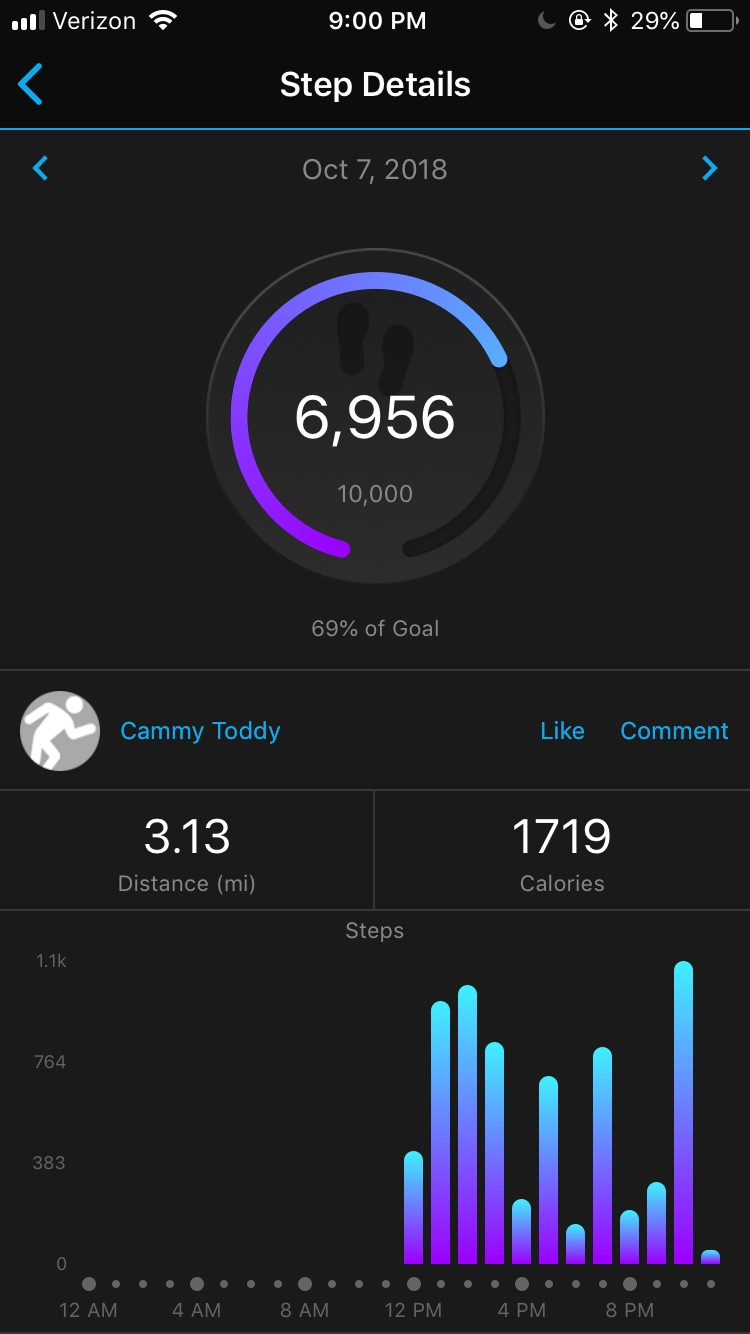 Verizon 9:00 PM 29%
Step Details
Oct 7, 2018
6,956
10,000
69% of Goal
Cammy Toddy Like Comment
3.13 1719
Distance (mi) Calories
Steps
1.1k
764
383
0
12 AM 4 AM 8 AM 12 PM 4 PM 8 PM